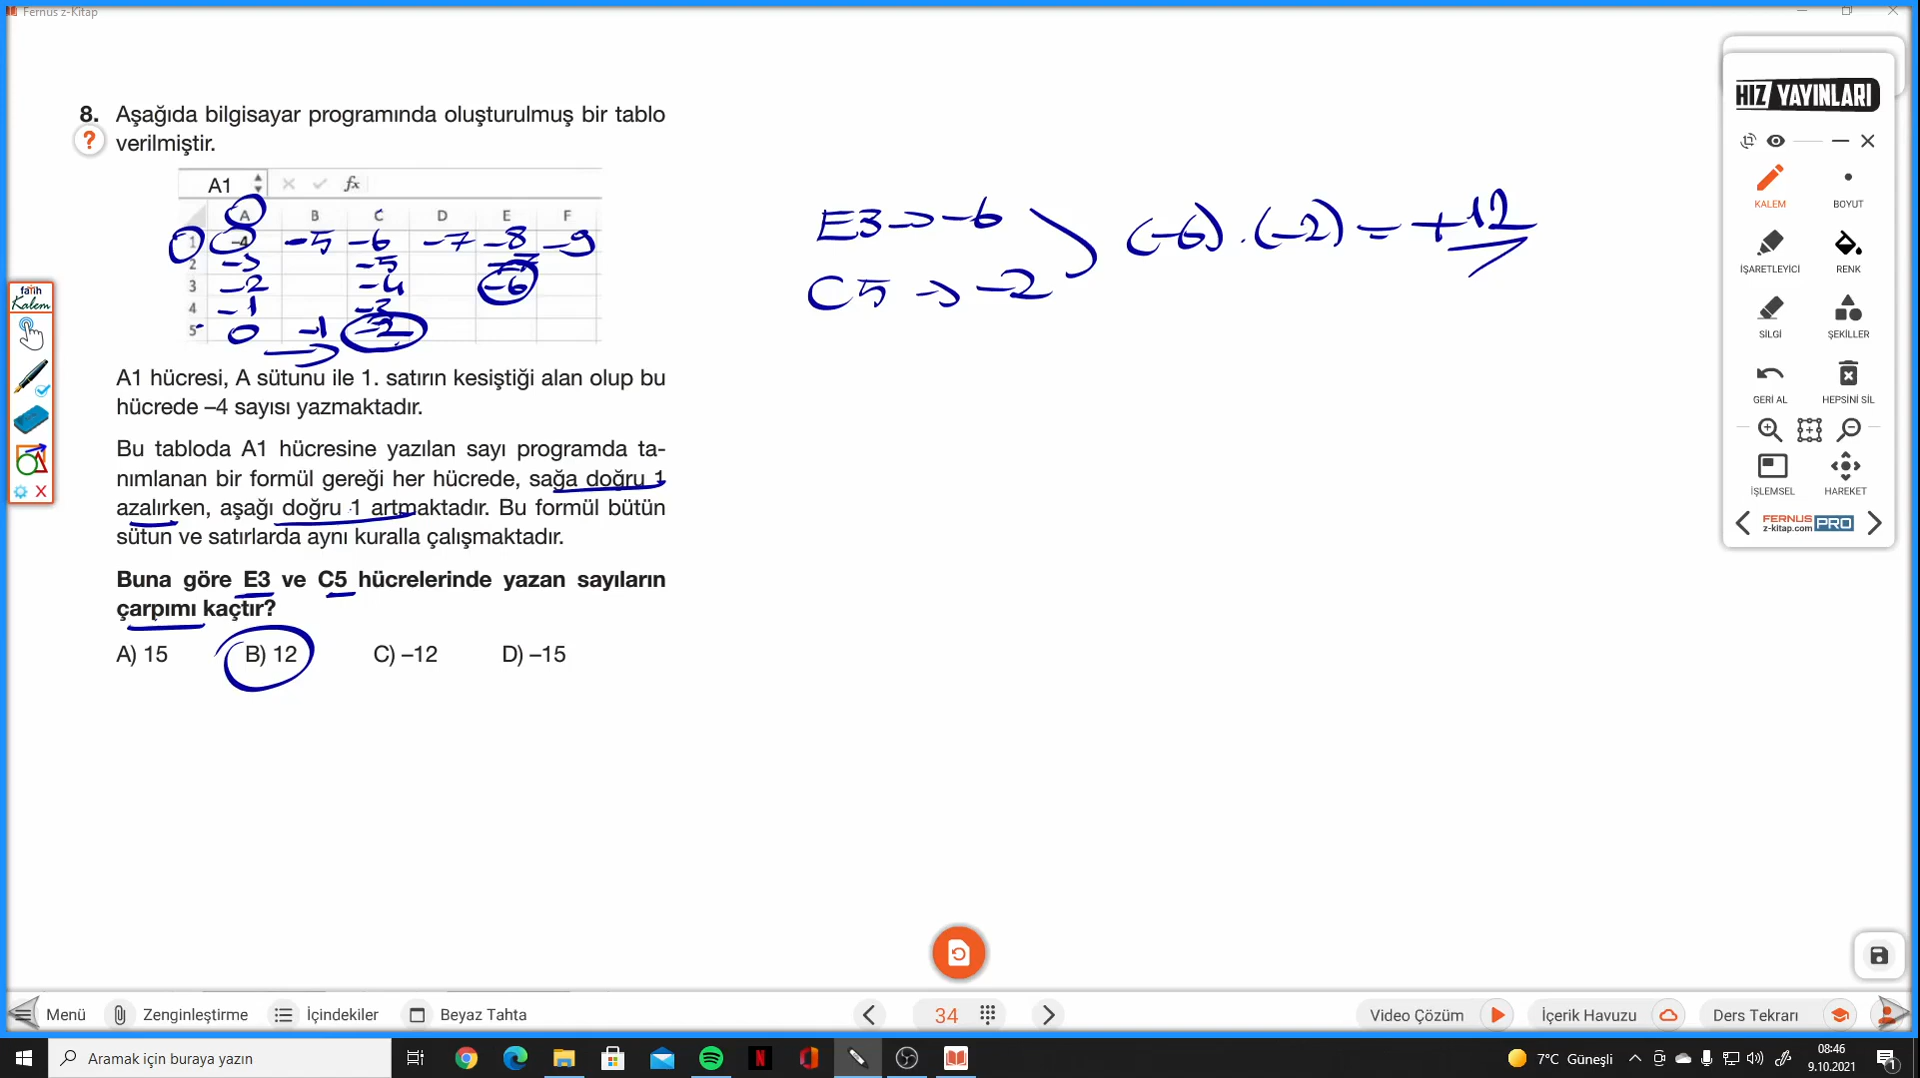 Fernus z-Kitap
8. Aşağıda bilgisayar programında oluşturulmuş bir tablo
verilmiştir.
?
A1 fx
A B C D E F
1 -4 -5 -6 -7 -8 -9
2 -3 -5 -7
3 -2 -4 -6
4 -1 -3
5 0 -1 -2
A1 hücresi, A sütunu ile 1. satırın kesiştiği alan olup bu
hücrede –4 sayısı yazmaktadır.
Bu tabloda A1 hücresine yazılan sayı programda ta-
nımlanan bir formül gereği her hücrede, sağa doğru 1
azalırken, aşağı doğru 1 artmaktadır. Bu formül bütün
sütun ve satırlarda aynı kuralla çalışmaktadır.
Buna göre E3 ve C5 hücrelerinde yazan sayıların
çarpımı kaçtır?
A) 15 B) 12 C) –12 D) –15
E3 → -6
C5 → -2
(-6) . (-2) = +12
fatih
Kalem
X
HIZ YAYINLARI
KALEM BOYUT
İŞARETLEYİCİ RENK
SİLGİ ŞEKİLLER
GERİ AL HEPSİNİ SİL
İŞLEMSEL HAREKET
FERNUS PRO
z-kitap.com
Menü Zenginleştirme İçindekiler Beyaz Tahta 34 Video Çözüm İçerik Havuzu Ders Tekrarı
Aramak için buraya yazın
7°C Güneşli
08:46
9.10.2021
1